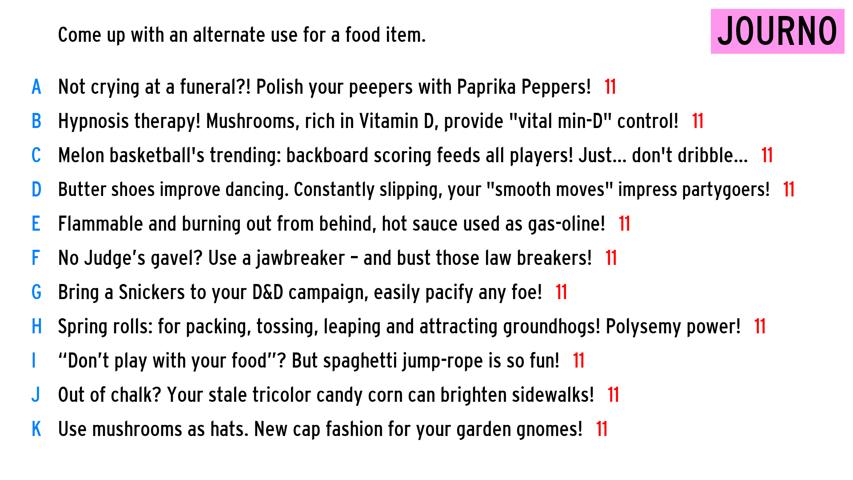 Come up with an alternate use for a food item.
JOURNO
A Not crying at a funeral?! Polish your peepers with Paprika Peppers! 11
B Hypnosis therapy! Mushrooms, rich in Vitamin D, provide "vital min-D" control! 11
C Melon basketball's trending: backboard scoring feeds all players! Just... don't dribble... 11
D Butter shoes improve dancing. Constantly slipping, your "smooth moves" impress partygoers! 11
E Flammable and burning out from behind, hot sauce used as gas-oline! 11
F No Judge’s gavel? Use a jawbreaker – and bust those law breakers! 11
G Bring a Snickers to your D&D campaign, easily pacify any foe! 11
H Spring rolls: for packing, tossing, leaping and attracting groundhogs! Polysemy power! 11
I “Don’t play with your food”? But spaghetti jump-rope is so fun! 11
J Out of chalk? Your stale tricolor candy corn can brighten sidewalks! 11
K Use mushrooms as hats. New cap fashion for your garden gnomes! 11